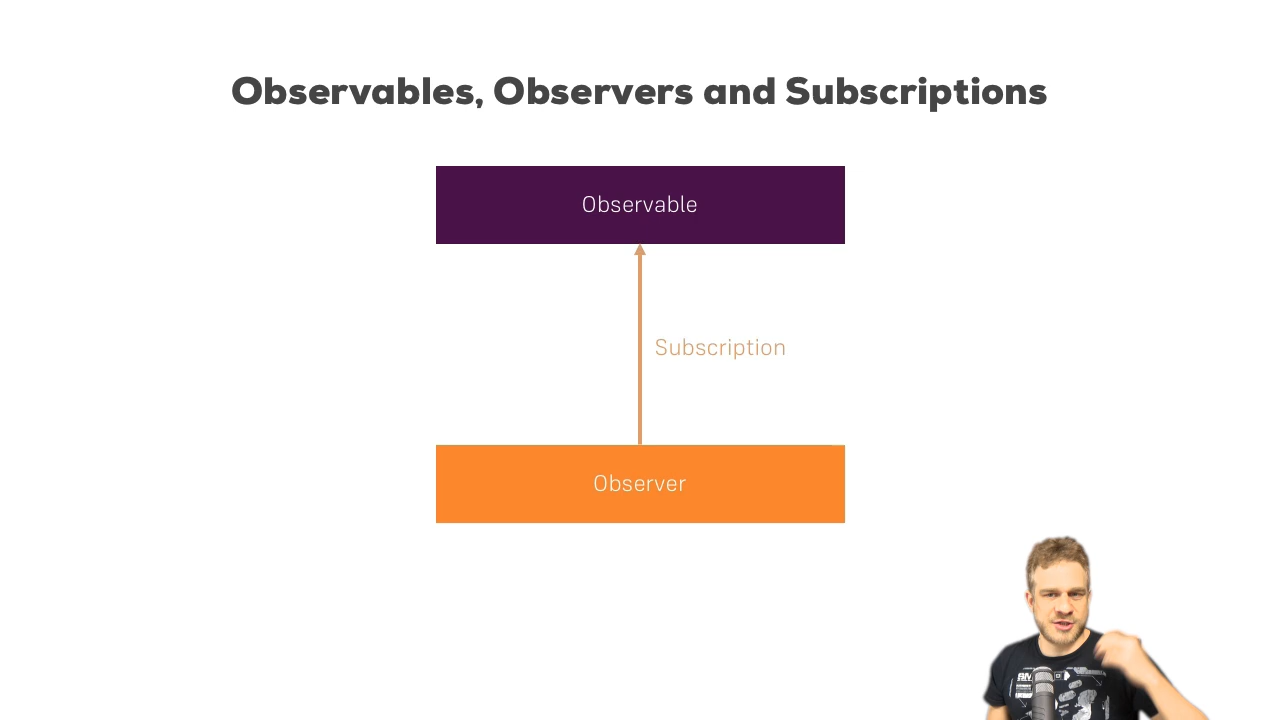 Observables, Observers and Subscriptions
Observable
Subscription
Observer